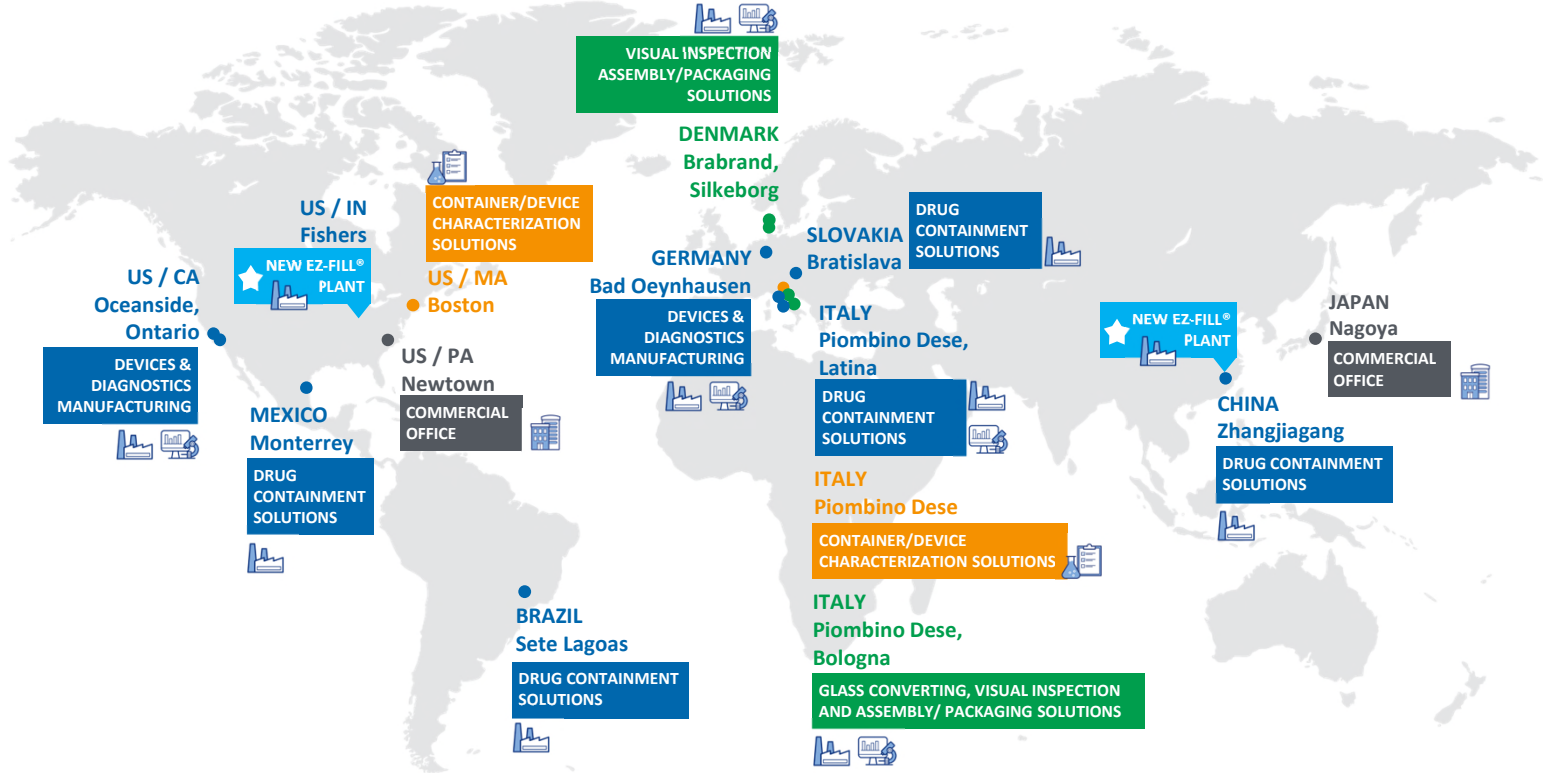 VISUAL INSPECTION
ASSEMBLY/PACKAGING
SOLUTIONS
DENMARK
Brabrand,
Silkeborg
US / IN
Fishers
NEW EZ-FILL®
PLANT
CONTAINER/DEVICE
CHARACTERIZATION
SOLUTIONS
US / MA
Boston
US / CA
Oceanside,
Ontario
DEVICES &
DIAGNOSTICS
MANUFACTURING
US / PA
Newtown
COMMERCIAL
OFFICE
MEXICO
Monterrey
DRUG
CONTAINMENT
SOLUTIONS
BRAZIL
Sete Lagoas
DRUG CONTAINMENT
SOLUTIONS
GERMANY
Bad Oeynhausen
DEVICES &
DIAGNOSTICS
MANUFACTURING
SLOVAKIA
Bratislava
DRUG
CONTAINMENT
SOLUTIONS
ITALY
Piombino Dese,
Latina
DRUG
CONTAINMENT
SOLUTIONS
ITALY
Piombino Dese
CONTAINER/DEVICE
CHARACTERIZATION SOLUTIONS
ITALY
Piombino Dese,
Bologna
GLASS CONVERTING, VISUAL INSPECTION
AND ASSEMBLY/ PACKAGING SOLUTIONS
NEW EZ-FILL®
PLANT
CHINA
Zhangjiagang
DRUG CONTAINMENT
SOLUTIONS
JAPAN
Nagoya
COMMERCIAL
OFFICE